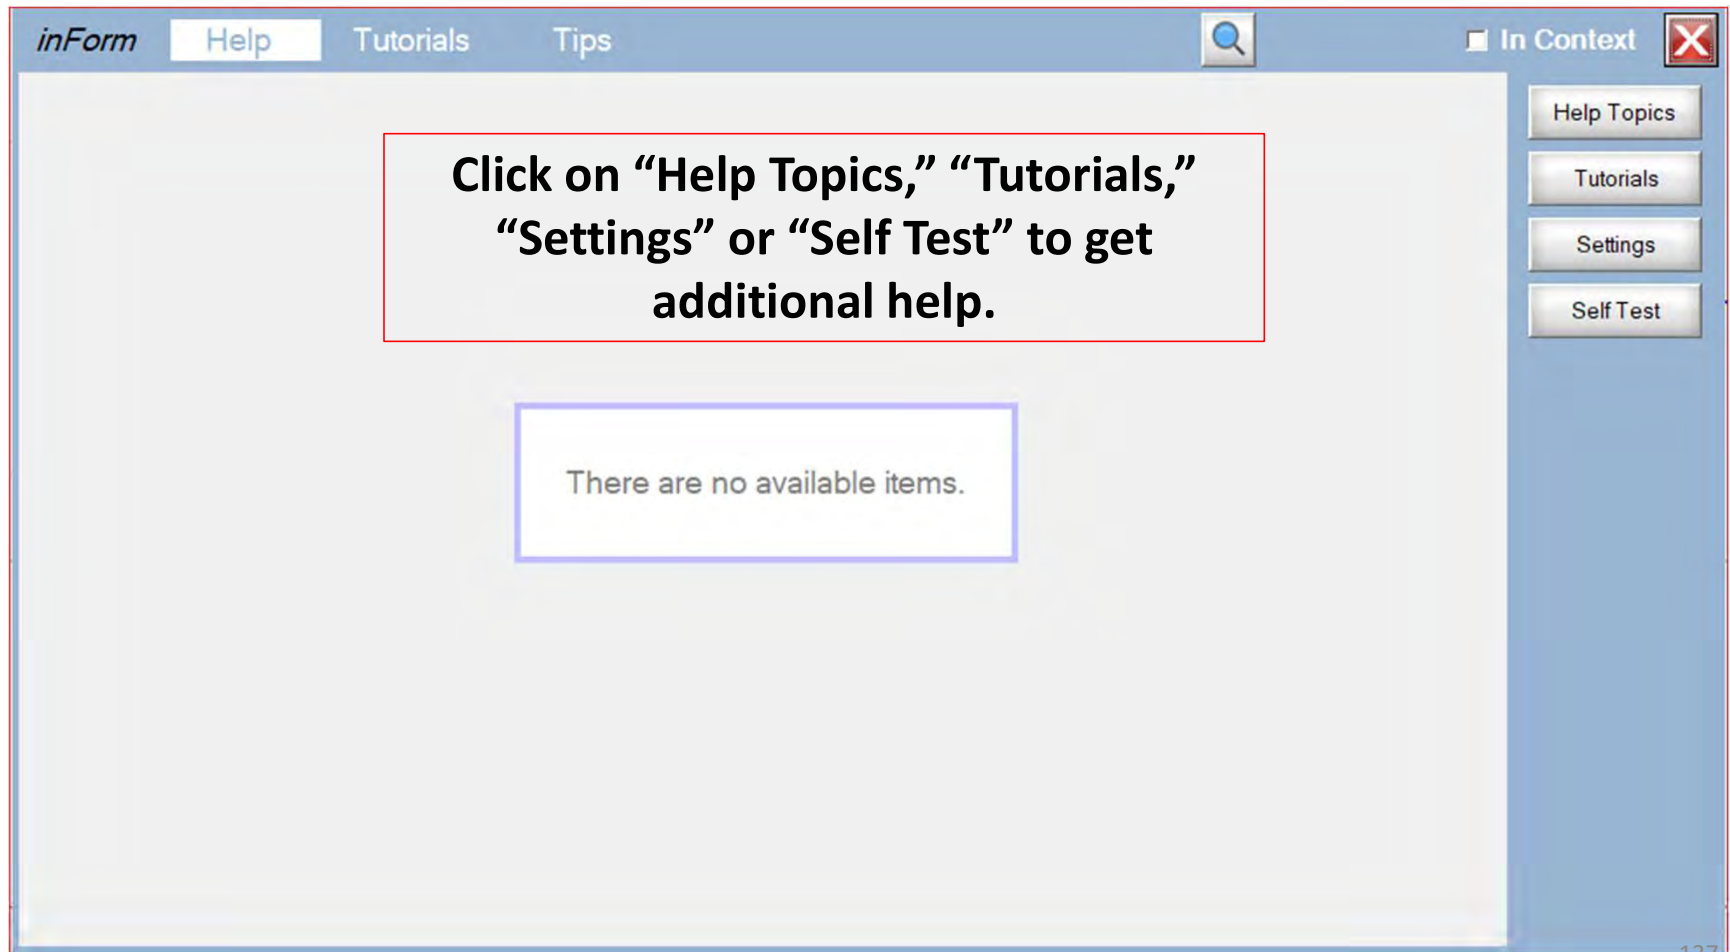 inForm Help Tutorials Tips In Context
Help Topics
Tutorials
Settings
Self Test
Click on “Help Topics,” “Tutorials,”
“Settings” or “Self Test” to get
additional help.
There are no available items.